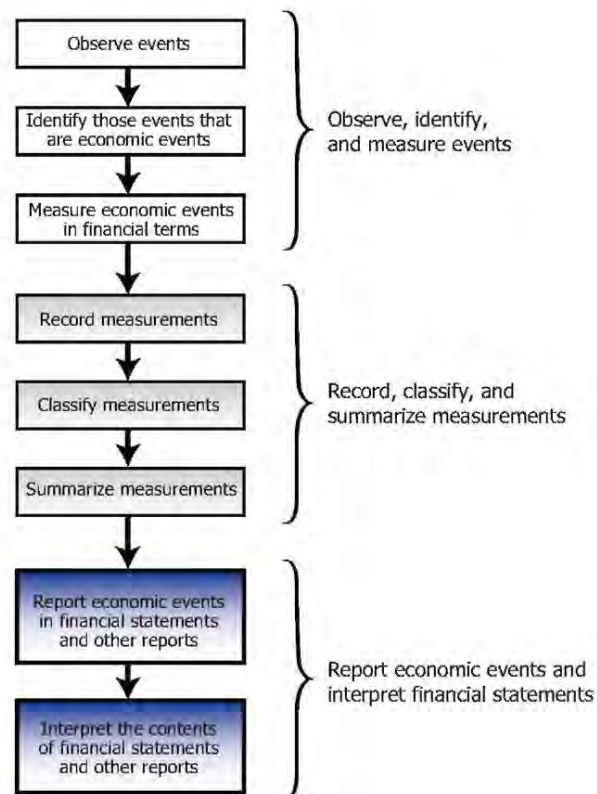 Observe events
Identify those events that
are economic events
Measure economic events
in financial terms
Observe, identify,
and measure events
Record measurements
Classify measurements
Summarize measurements
Record, classify, and
summarize measurements
Report economic events
in financial statements
and other reports
Interpret the contents
of financial statements
and other reports
Report economic events and
interpret financial statements